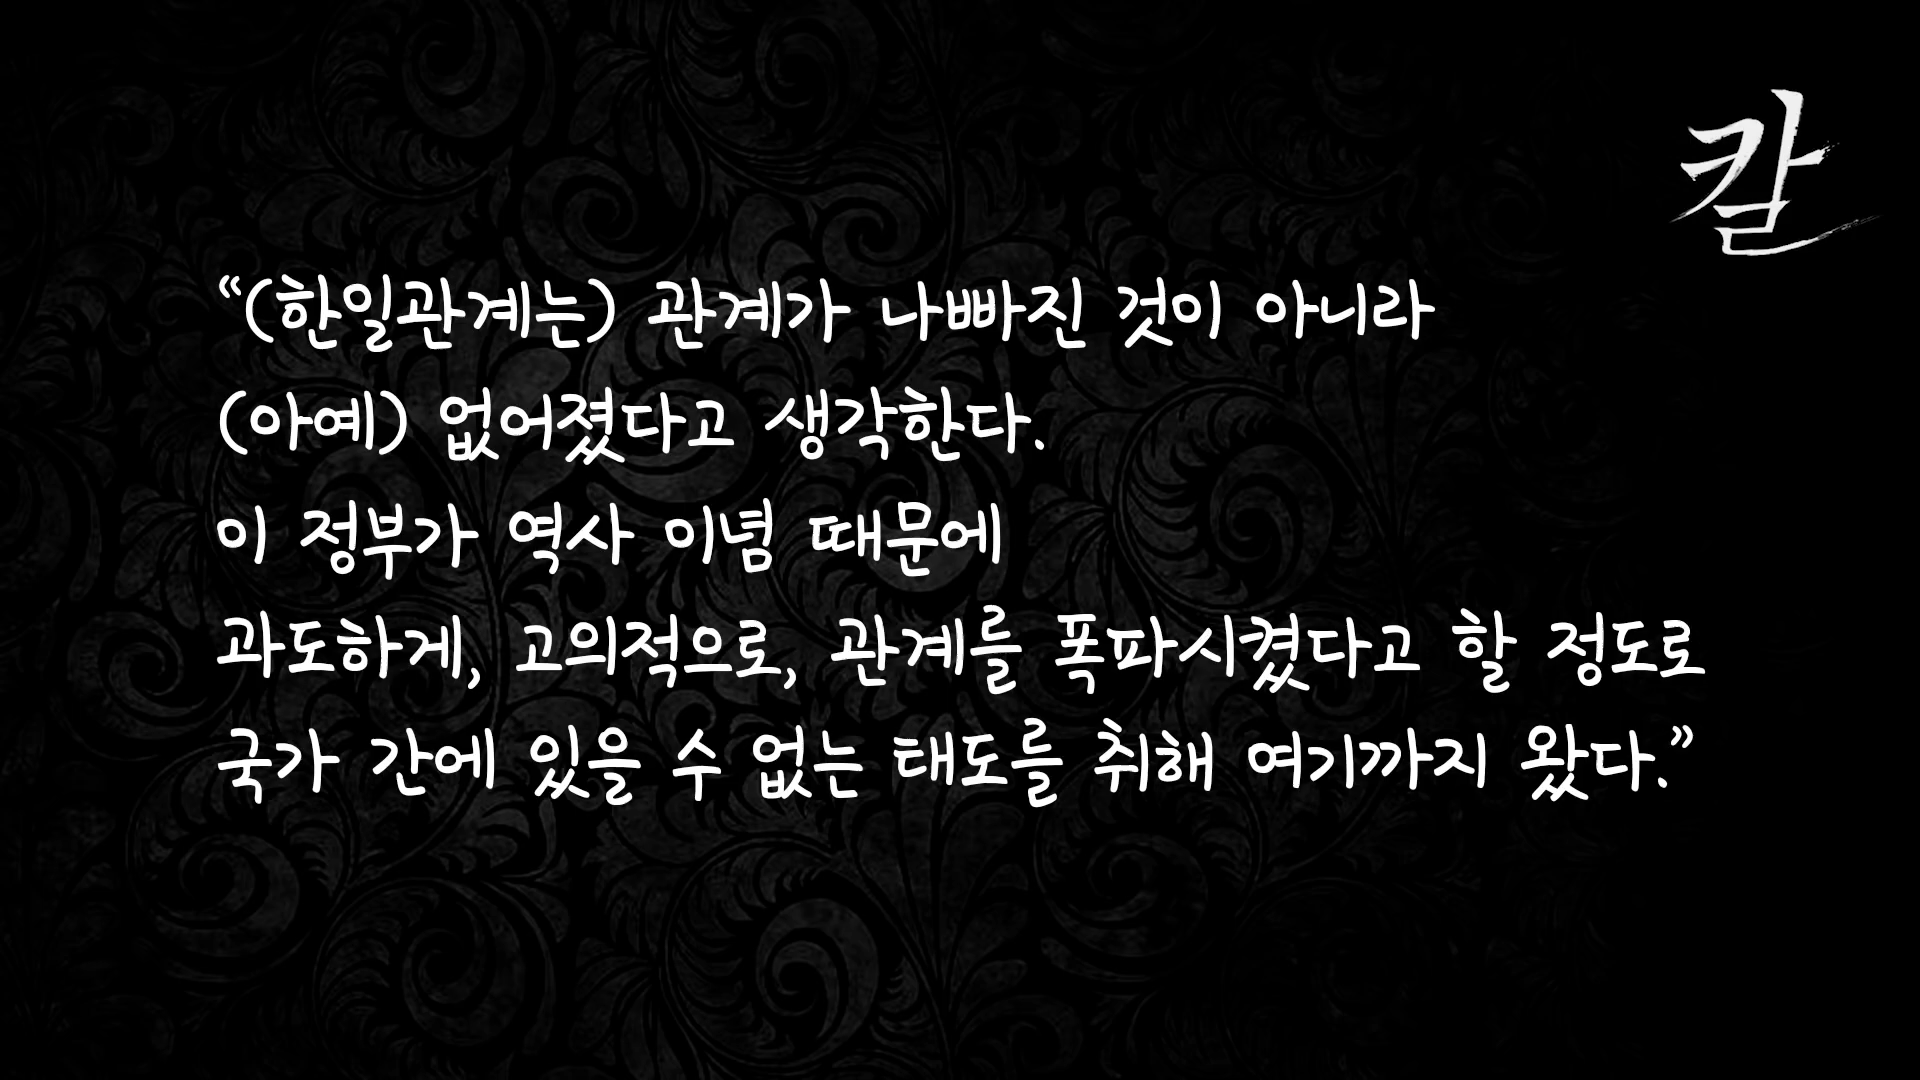 칼
“(한일관계는) 관계가 나빠진 것이 아니라
(아예) 없어졌다고 생각한다.
이 정부가 역사 이념 때문에
과도하게, 고의적으로, 관계를 폭파시켰다고 할 정도로
국가 간에 있을 수 없는 태도를 취해 여기까지 왔다.”